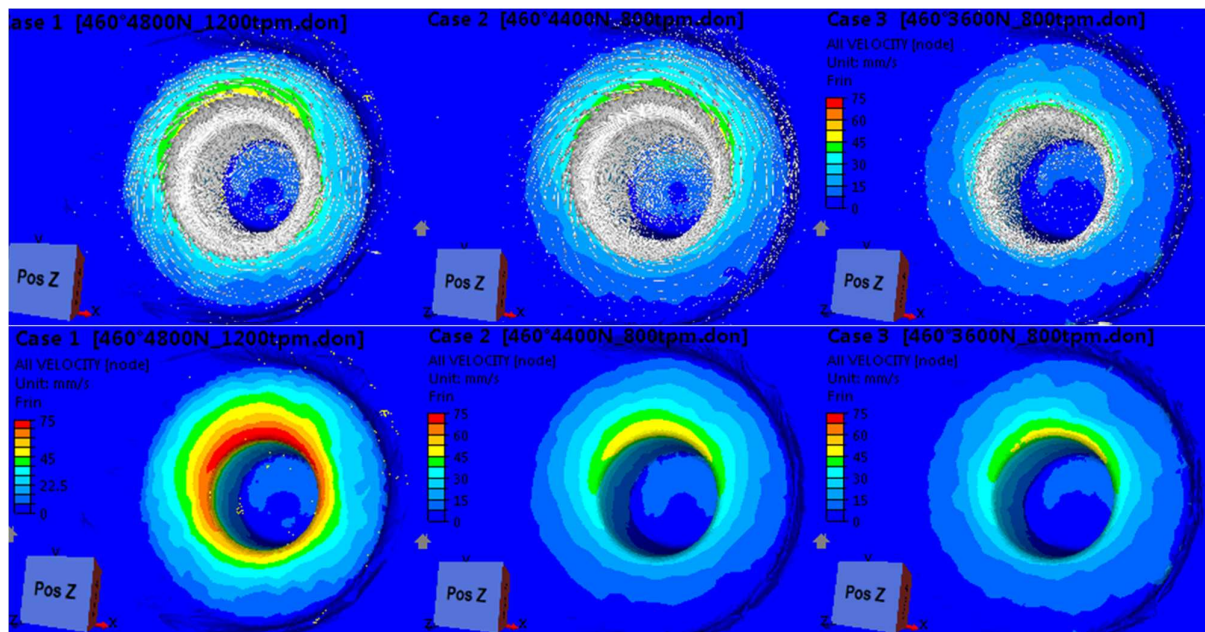 Case 1 [460°4800N_1200tpm.don]
Case 2 [460°4400N_800tpm.don]
Case 3 [460°3600N_800tpm.don]
All VELOCITY (node)
Unit: mm/s
Frin
75
60
45
30
15
0
Pos Z
X
Pos Z
X
Pos Z
X
Case 1 [460°4800N_1200tpm.don]
All VELOCITY (node)
Unit: mm/s
Frin
75
45
22.5
0
Pos Z
Z
X
Case 2 [460°4400N_800tpm.don]
All VELOCITY (node)
Unit: mm/s
Frin
75
60
45
30
15
0
Pos Z
Z
X
Case 3 [460°3600N_800tpm.don]
All VELOCITY (node)
Unit: mm/s
Frin
75
60
45
30
15
0
Pos Z
Z
X